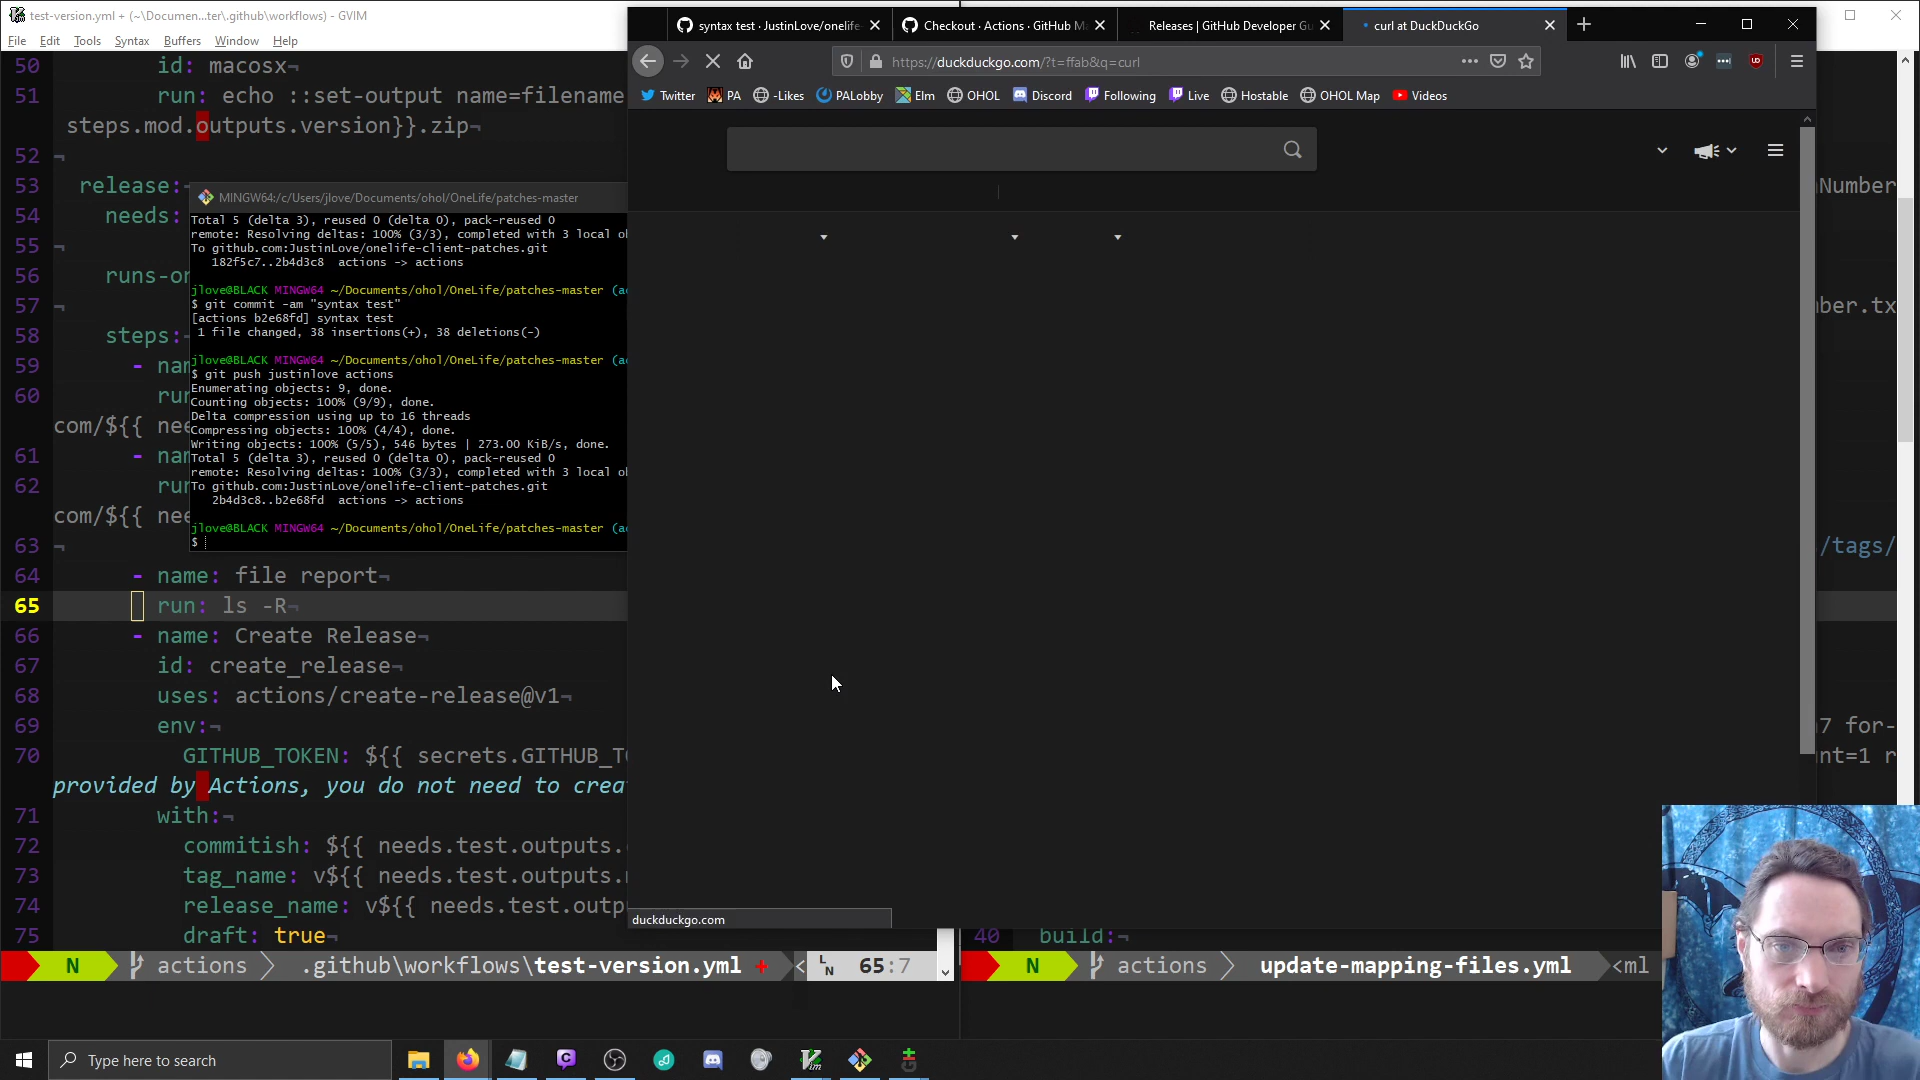 test-version.yml + (~\Documen...ter\.github\workflows) - GVIM
File Edit Tools Syntax Buffers Window Help
50 id: macosx¬
51 run: echo ::set-output name=filename
steps.mod.outputs.version}}.zip¬
52 ¬
53 release:¬
54 needs:
55 ¬
56 runs-on
57 ¬
58 steps:¬
59 - nam
60 run
com/${{ nee
61 - nam
62 run
com/${{ nee
63 ¬
64 - name: file report¬
65 run: ls -R¬
66 - name: Create Release¬
67 id: create_release¬
68 uses: actions/create-release@v1¬
69 env:¬
70 GITHUB_TOKEN: ${{ secrets.GITHUB_TO
provided by Actions, you do not need to crea
71 with:¬
72 commitish: ${{ needs.test.outputs.
73 tag_name: v${{ needs.test.outputs.
74 release_name: v${{ needs.test.outp
75 draft: true¬
N actions .github\workflows\test-version.yml + < LN 65:7
MINGW64:/c/Users/jlove/Documents/ohol/OneLife/patches-master
Total 5 (delta 3), reused 0 (delta 0), pack-reused 0
remote: Resolving deltas: 100% (3/3), completed with 3 local o
To github.com:JustinLove/onelife-client-patches.git
182f5c7..2b4d3c8 actions -> actions
jlove@BLACK MINGW64 ~/Documents/ohol/OneLife/patches-master (a
$ git commit -am "syntax test"
[actions b2e68fd] syntax test
1 file changed, 38 insertions(+), 38 deletions(-)
jlove@BLACK MINGW64 ~/Documents/ohol/OneLife/patches-master (a
$ git push justinlove actions
Enumerating objects: 9, done.
Counting objects: 100% (9/9), done.
Delta compression using up to 16 threads
Compressing objects: 100% (4/4), done.
Writing objects: 100% (5/5), 546 bytes | 273.00 KiB/s, done.
Total 5 (delta 3), reused 0 (delta 0), pack-reused 0
remote: Resolving deltas: 100% (3/3), completed with 3 local o
To github.com:JustinLove/onelife-client-patches.git
2b4d3c8..b2e68fd actions -> actions
jlove@BLACK MINGW64 ~/Documents/ohol/OneLife/patches-master (a
$
syntax test · JustinLove/onelife-
Checkout · Actions · GitHub Ma
Releases | GitHub Developer Gu
curl at DuckDuckGo
https://duckduckgo.com/?t=ffab&q=curl
Twitter PA -Likes PALobby Elm OHOL Discord Following Live Hostable OHOL Map Videos
duckduckgo.com
nNumber
ber.tx
/tags/
7 for-
nt=1 r
40 build:¬
N actions update-mapping-files.yml <ml
Type here to search